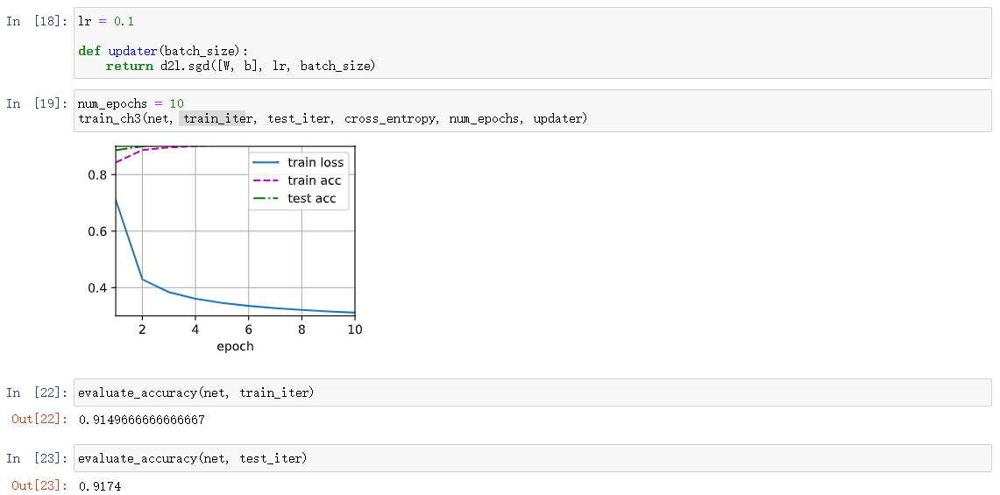 In [18]: lr = 0.1
def updater(batch_size):
return d2l.sgd([W, b], lr, batch_size)
In [19]: num_epochs = 10
train_ch3(net, train_iter, test_iter, cross_entropy, num_epochs, updater)
train loss
train acc
test acc
0.8
0.6
0.4
2 4 6 8 10
epoch
In [22]: evaluate_accuracy(net, train_iter)
Out[22]: 0.9149666666666667
In [23]: evaluate_accuracy(net, test_iter)
Out[23]: 0.9174